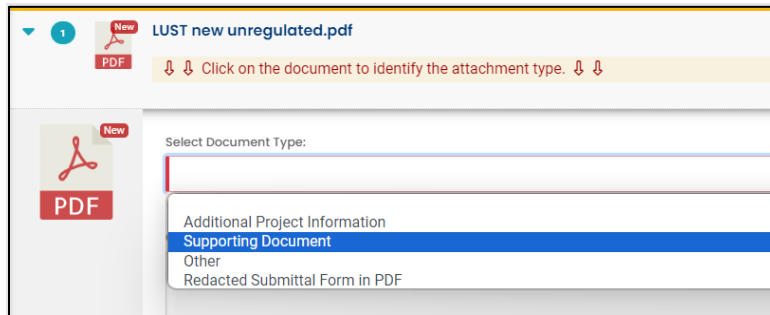 1
New
PDF
LUST new unregulated.pdf
⇩ ⇩ Click on the document to identify the attachment type. ⇩ ⇩
New
PDF
Select Document Type:
Additional Project Information
Supporting Document
Other
Redacted Submittal Form in PDF